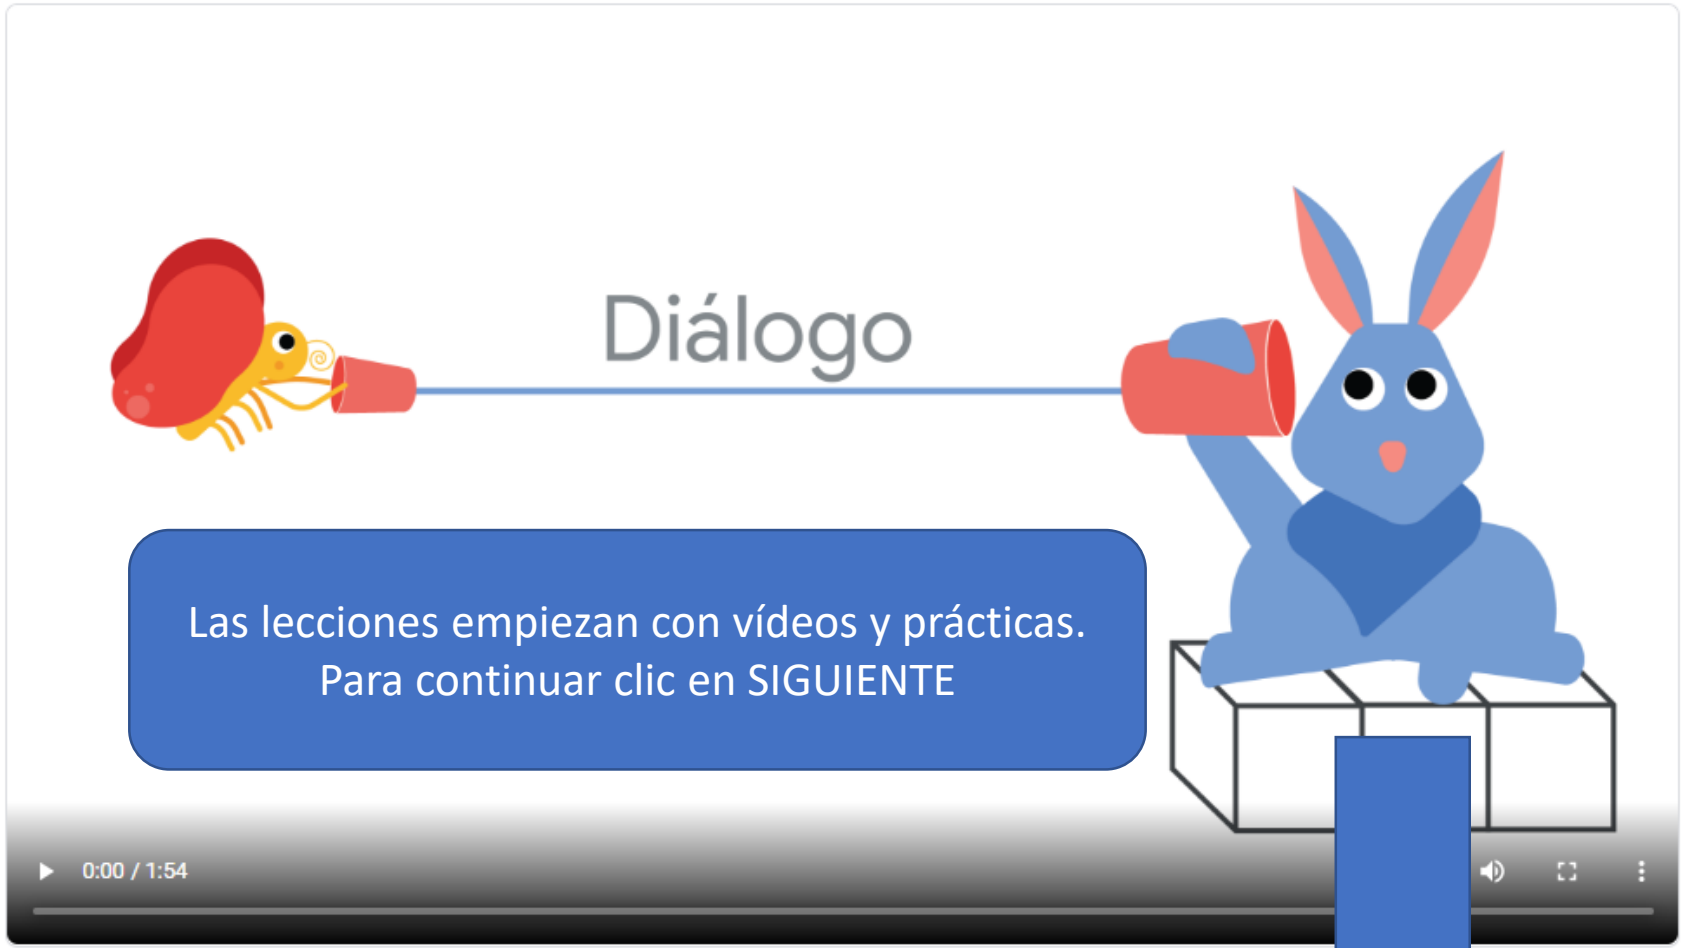 Diálogo
Las lecciones empiezan con vídeos y prácticas.
Para continuar clic en SIGUIENTE
0:00 / 1:54